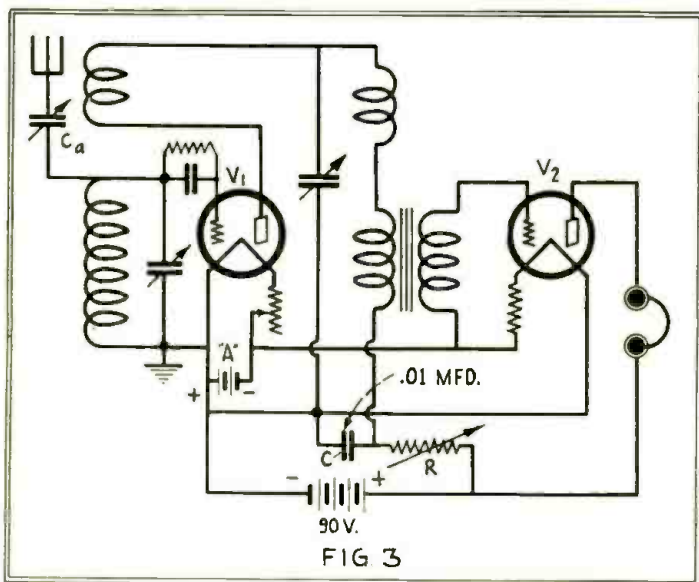 Ca
V1
V2
"A"
+ -
.01 MFD.
C
R
- +
90 V.
FIG. 3